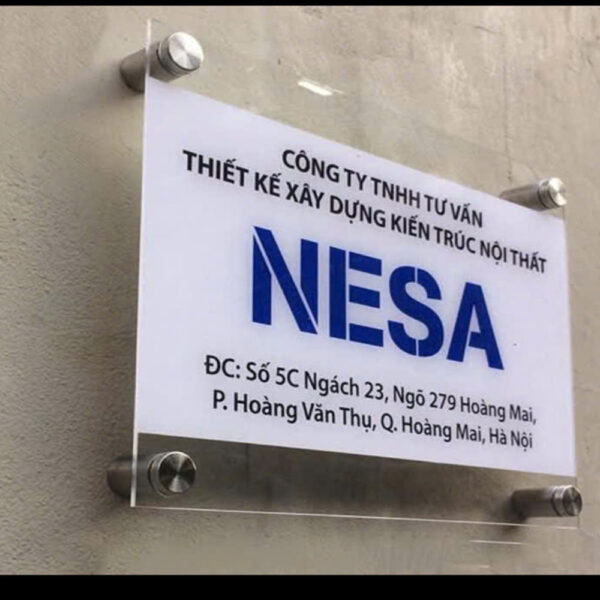 CÔNG TY TNHH TƯ VẤN
THIẾT KẾ XÂY DỰNG KIẾN TRÚC NỘI THẤT
NESA
ĐC: Số 5C Ngách 23, Ngõ 279 Hoàng Mai,
P. Hoàng Văn Thụ, Q. Hoàng Mai, Hà Nội